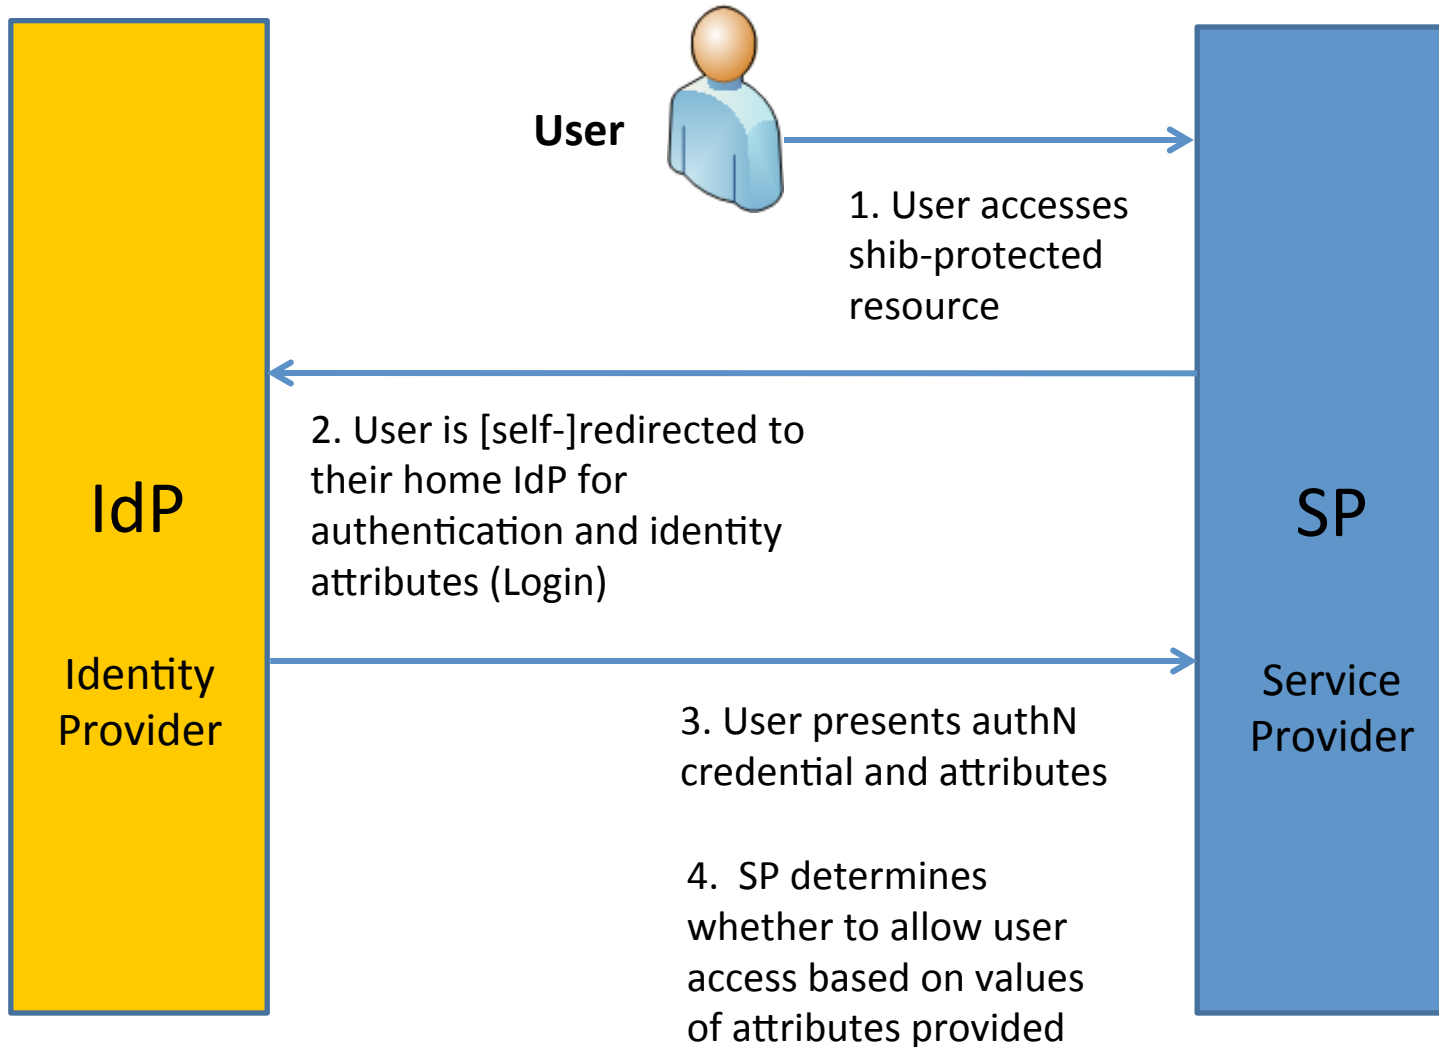 User
1. User accesses
shib-protected
resource
2. User is [self-]redirected to
their home IdP for
authentication and identity
attributes (Login)
IdP
SP
Identity
Provider
Service
Provider
3. User presents authN
credential and attributes
4.  SP determines
whether to allow user
access based on values
of attributes provided